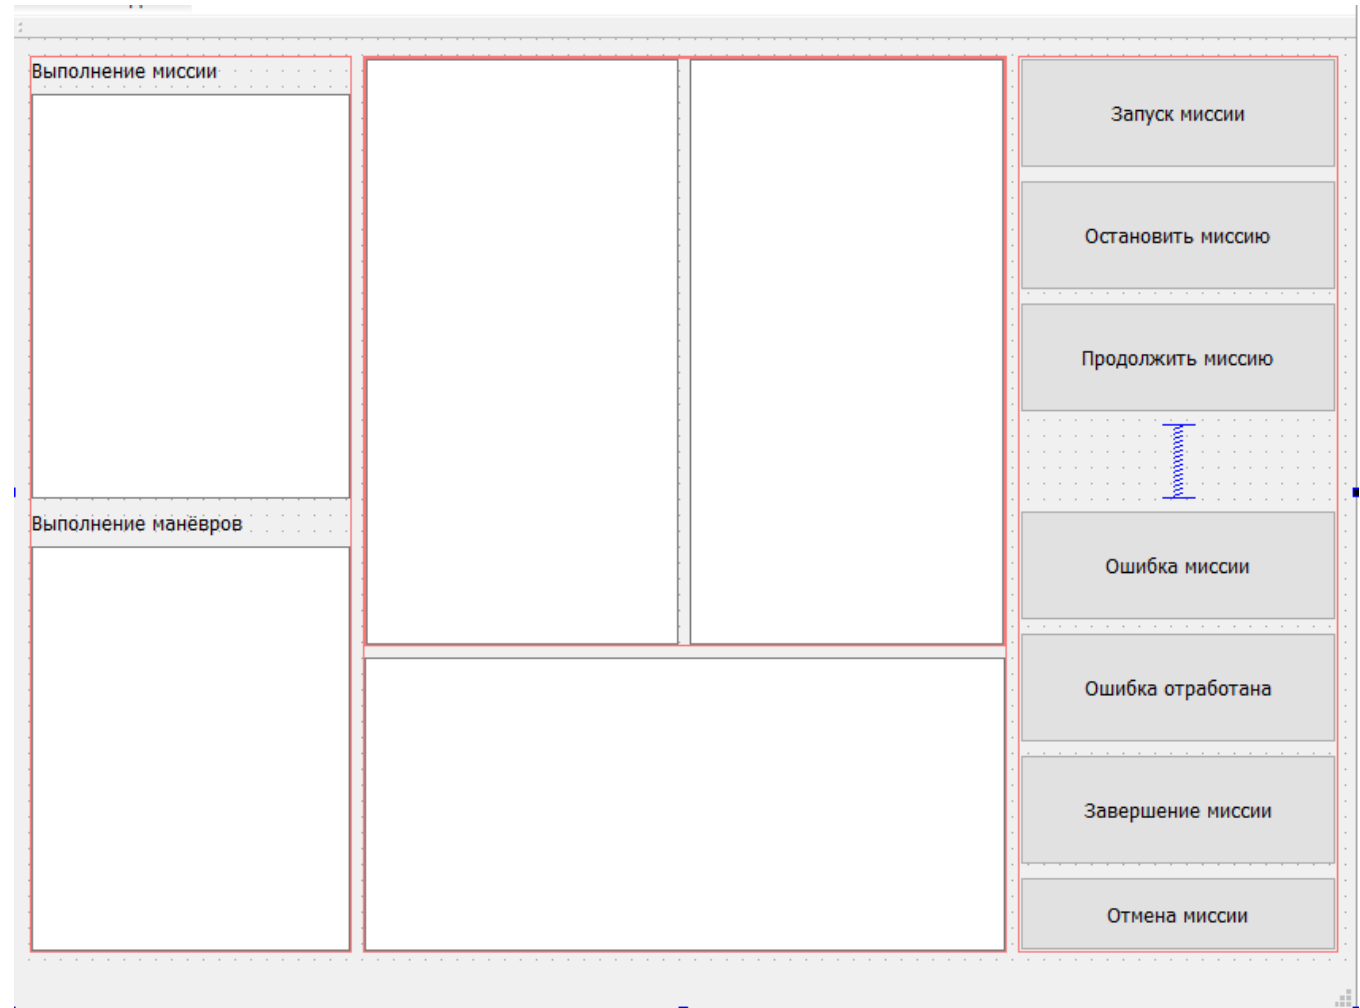 Выполнение миссии
Выполнение манёвров
Запуск миссии
Остановить миссию
Продолжить миссию
Ошибка миссии
Ошибка отработана
Завершение миссии
Отмена миссии